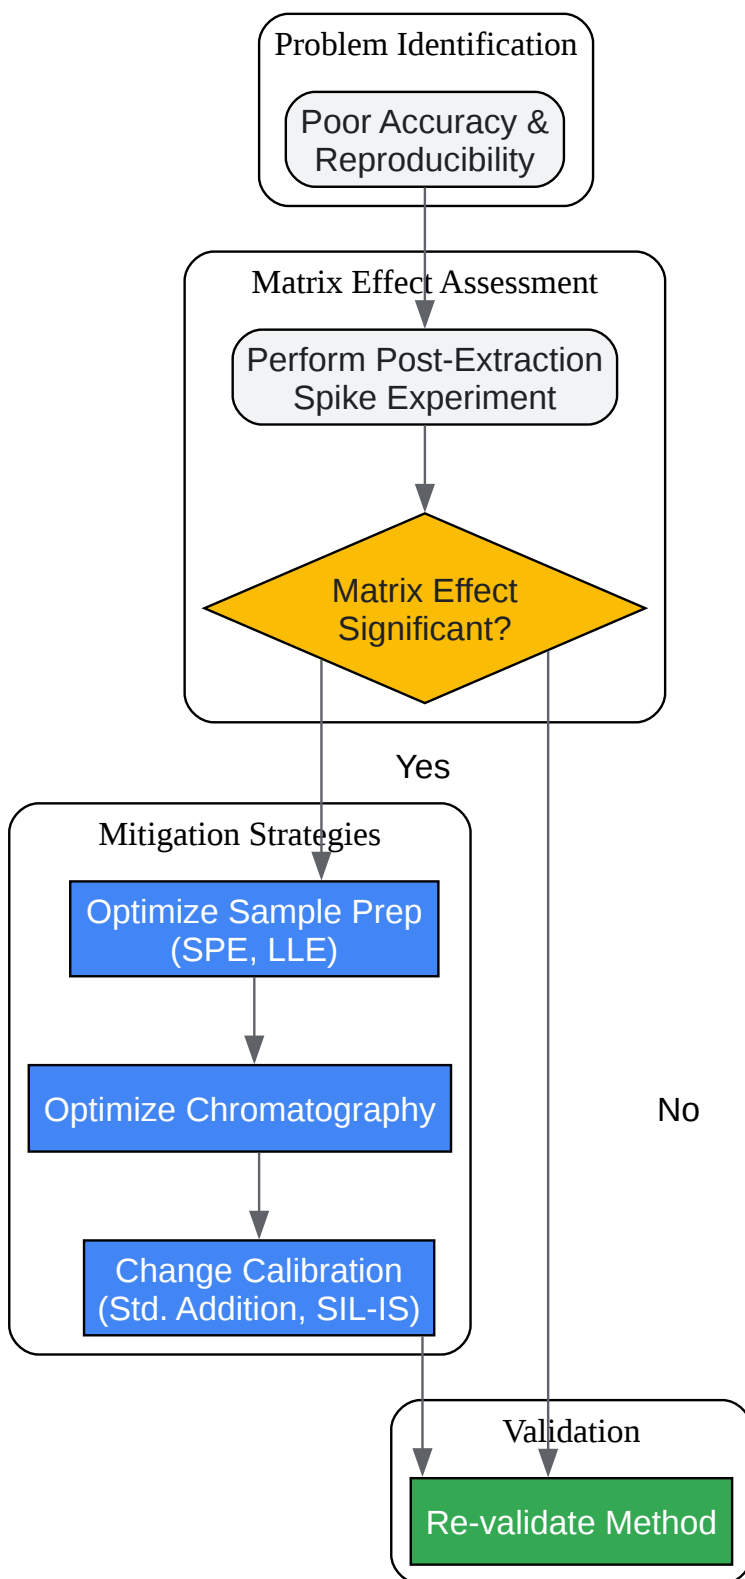 Problem Identification
Poor Accuracy &
Reproducibility
Matrix Effect Assessment
Perform Post-Extraction
Spike Experiment
Matrix Effect
Significant?
Yes
Mitigation Strategies
Optimize Sample Prep
(SPE, LLE)
Optimize Chromatography
No
Change Calibration
(Std. Addition, SIL-IS)
Validation
Re-validate Method